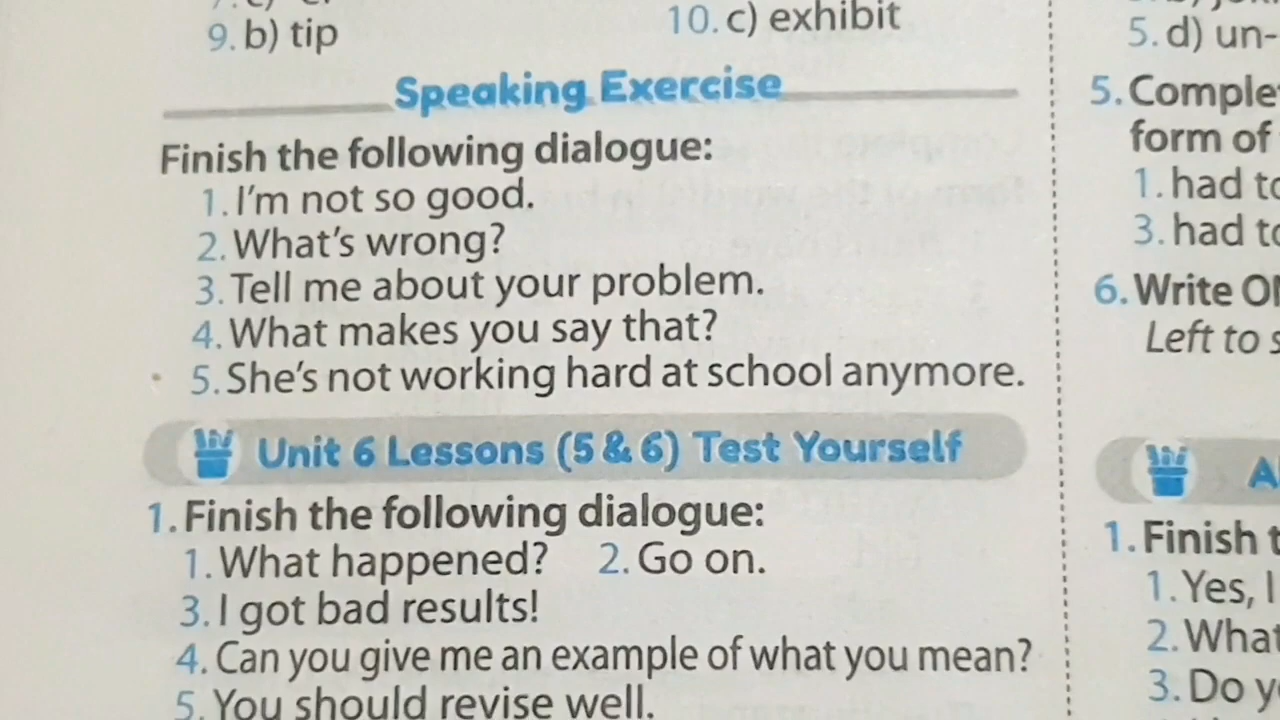 9. b) tip
10. c) exhibit
Speaking Exercise
Finish the following dialogue:
1. I'm not so good.
2. What's wrong?
3. Tell me about your problem.
4. What makes you say that?
5. She's not working hard at school anymore.
Unit 6 Lessons (5 & 6) Test Yourself
1. Finish the following dialogue:
1. What happened? 2. Go on.
3. I got bad results!
4. Can you give me an example of what you mean?
5. You should revise well.
5. d) un-
5.
form of
1. had
3. had
6. Write
Left to
1. Finish
1. Yes, I
2.
3. Do